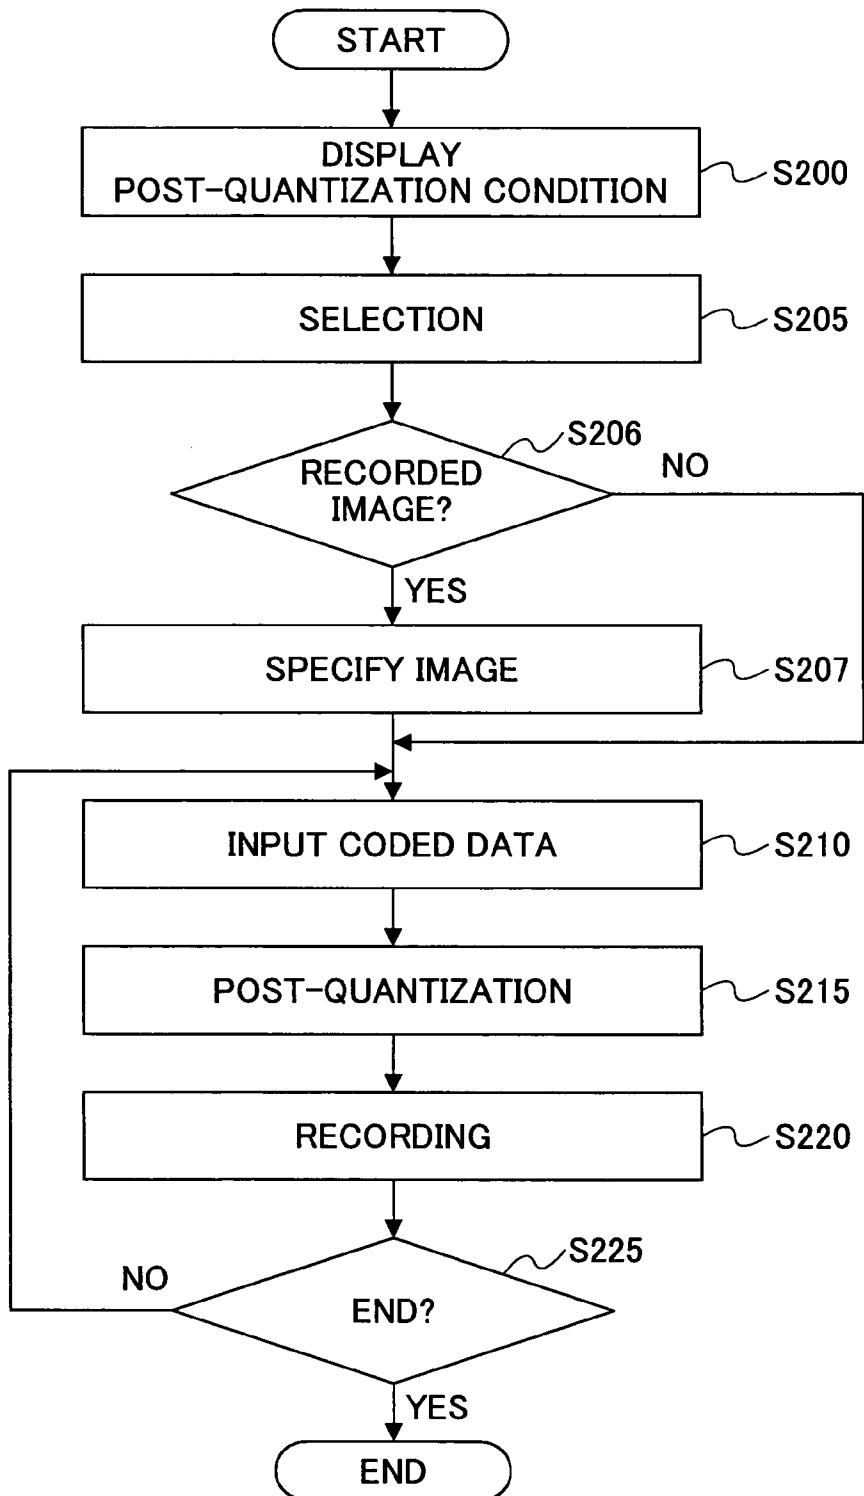 START
DISPLAY
POST-QUANTIZATION CONDITION
S200
SELECTION
S205
S206
RECORDED
IMAGE?
NO
YES
SPECIFY IMAGE
S207
INPUT CODED DATA
S210
POST-QUANTIZATION
S215
RECORDING
S220
S225
NO
END?
YES
END